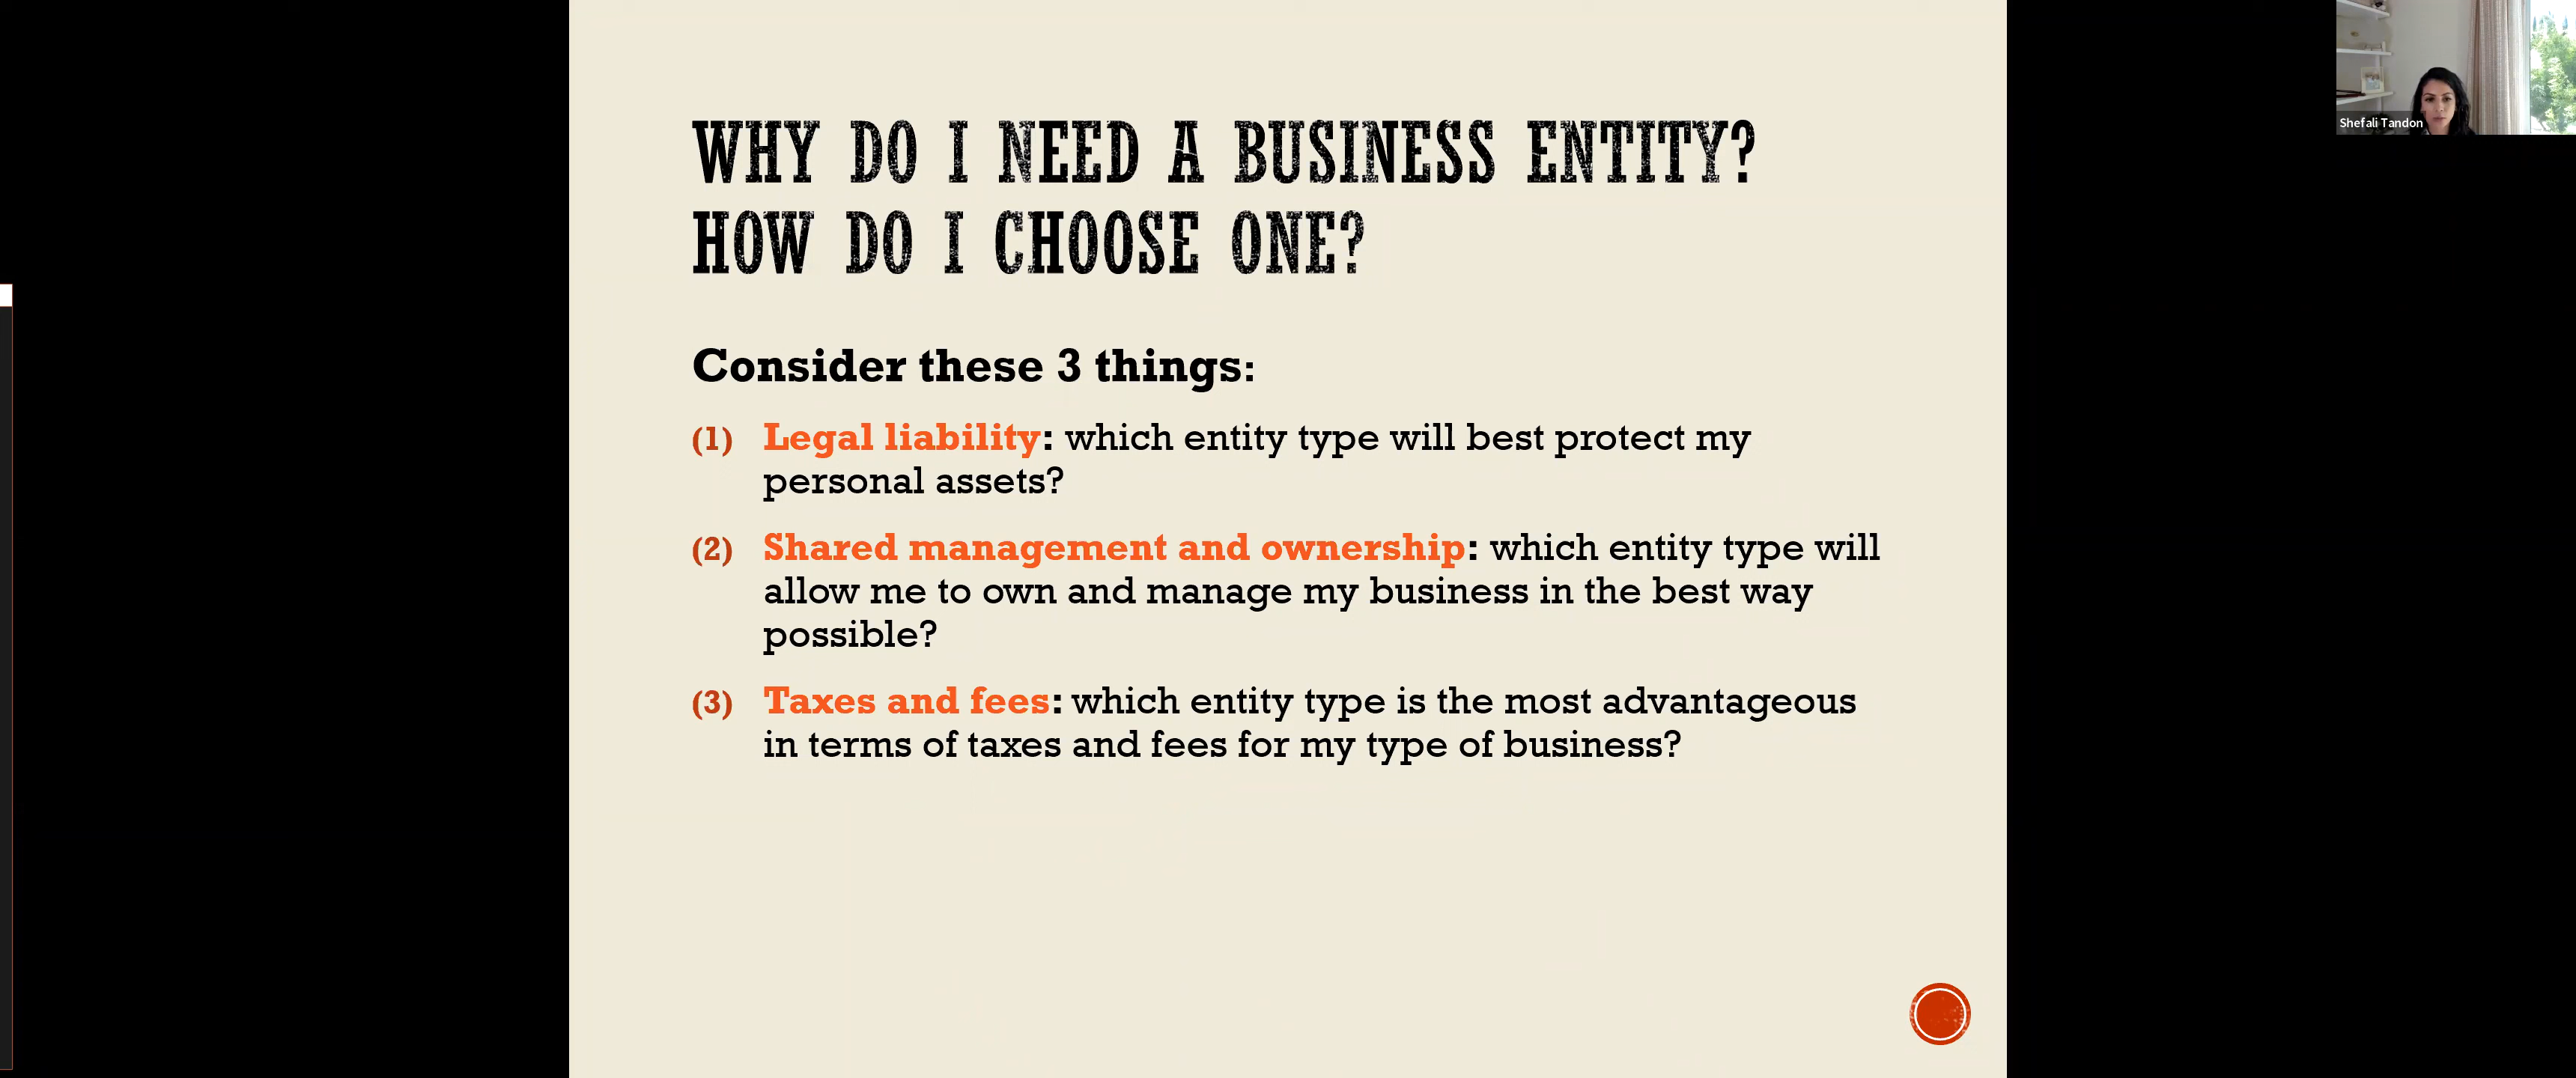 WHY DO I NEED A BUSINESS ENTITY?
HOW DO I CHOOSE ONE?
Consider these 3 things:
(1) Legal liability: which entity type will best protect my
personal assets?
(2) Shared management and ownership: which entity type will
allow me to own and manage my business in the best way
possible?
(3) Taxes and fees: which entity type is the most advantageous
in terms of taxes and fees for my type of business?
Shefali Tandon